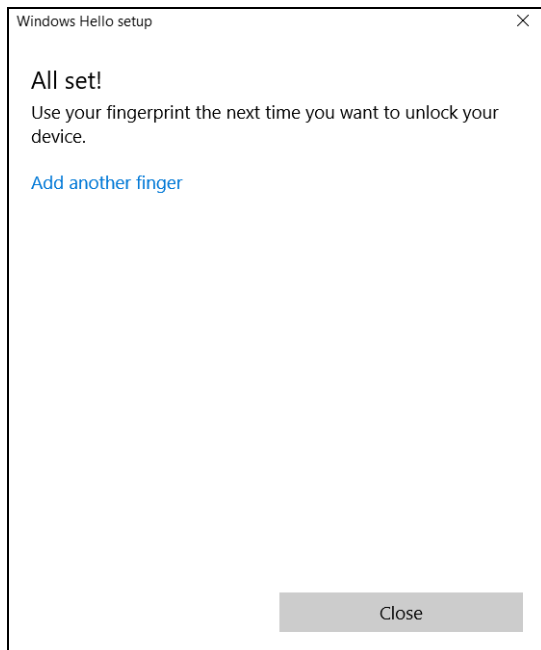 Windows Hello setup
All set!
Use your fingerprint the next time you want to unlock your
device.
Add another finger
Close